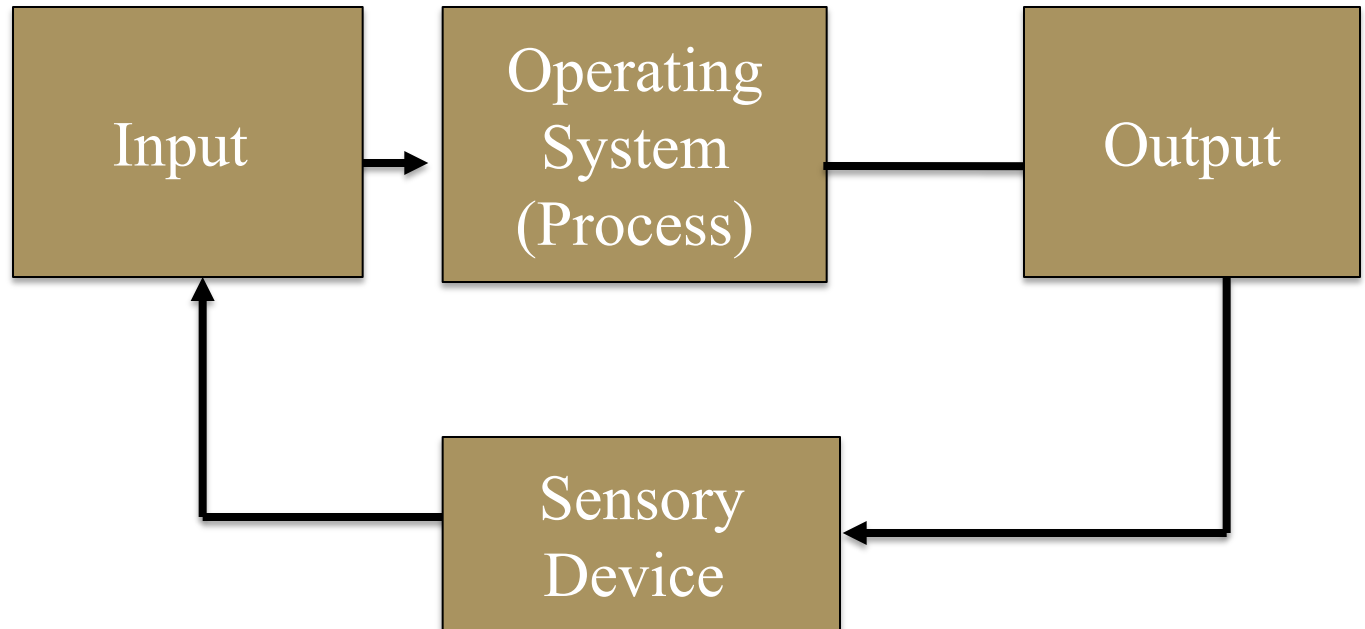 Input
Operating
System
(Process)
Output
Sensory
Device